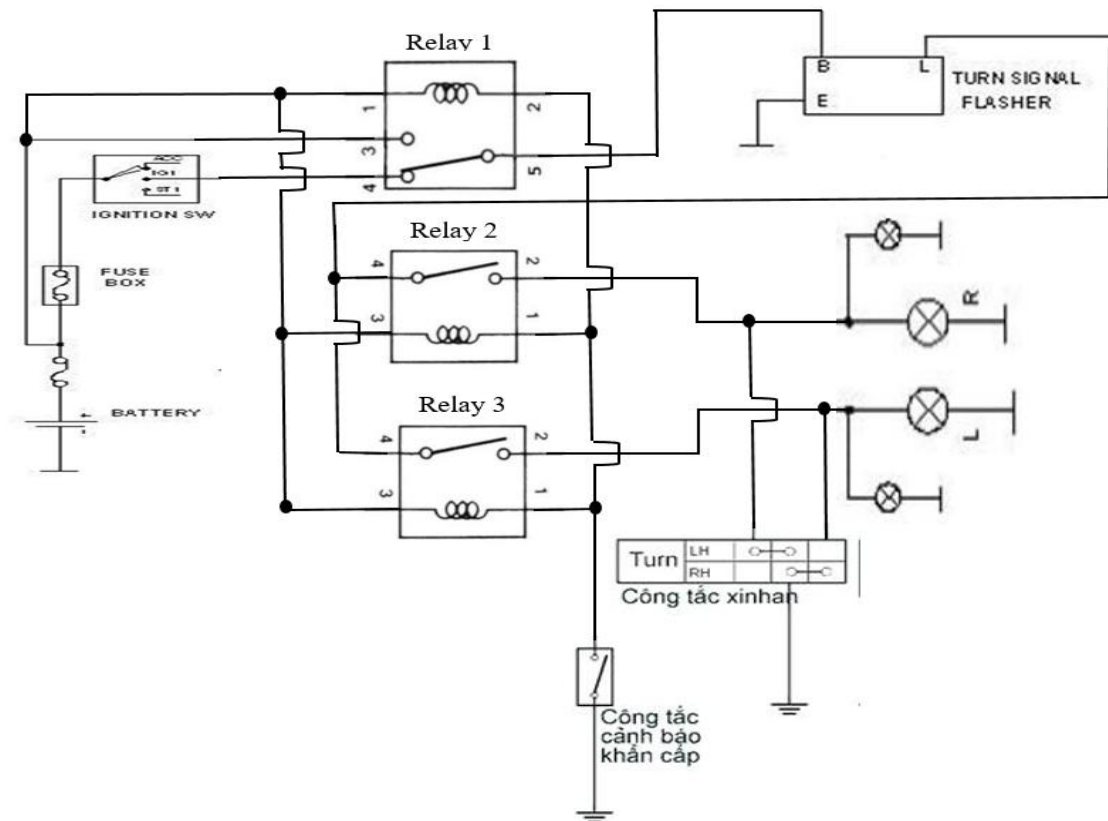 Relay 1
1
2
3
4
5
B
L
E
TURN SIGNAL
FLASHER
ACC
IG1
ST1
IGNITION SW
FUSE
BOX
BATTERY
+
-
Relay 2
4
2
3
1
Relay 3
4
2
3
1
R
L
Turn
LH
RH
Công tắc xinhan
Công tắc
cảnh báo
khẩn cấp